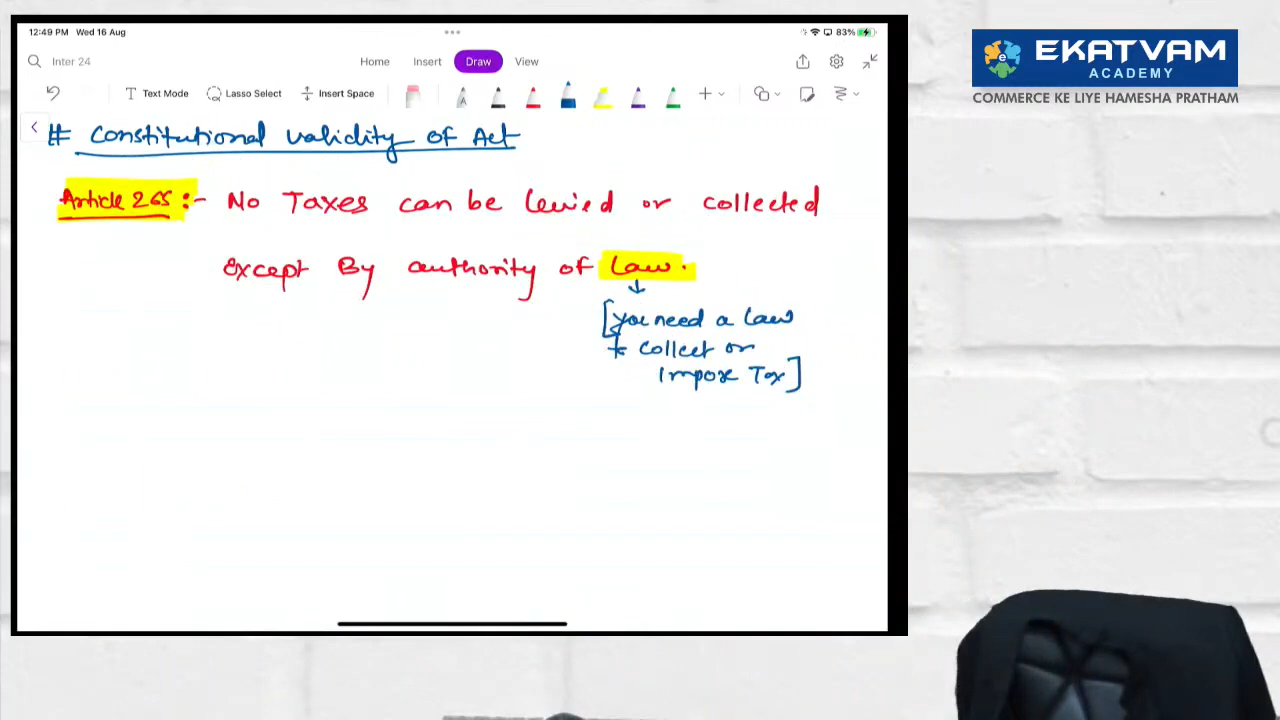 12:49 PM Wed 16 Aug
83%
Inter 24
Home Insert Draw View
Text Mode Lasso Select Insert Space
# Constitutional validity of Act
Article 265 :- No Taxes can be levied or collected
Except By authority of law.
[you need a law
to collect or
Impose Tax]
EKATVAM
ACADEMY
COMMERCE KE LIYE HAMESHA PRATHAM